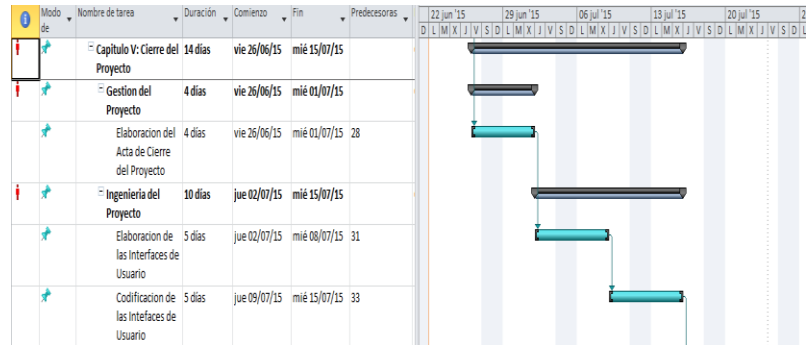 Modo de Nombre de tarea Duración Comienzo Fin Predecesoras
22 jun '15 29 jun '15 06 jul '15 13 jul '15 20 jul '15 2
D L M X J V S D L M X J V S D L M X J V S D L M X J V S D L M X J V S D
Capitulo V: Cierre del Proyecto 14 días vie 26/06/15 mié 15/07/15
Gestion del Proyecto 4 días vie 26/06/15 mié 01/07/15
Elaboracion del Acta de Cierre del Proyecto 4 días vie 26/06/15 mié 01/07/15 28
Ingenieria del Proyecto 10 días jue 02/07/15 mié 15/07/15
Elaboracion de las Interfaces de Usuario 5 días jue 02/07/15 mié 08/07/15 31
Codificacion de las Intefaces de Usuario 5 días jue 09/07/15 mié 15/07/15 33